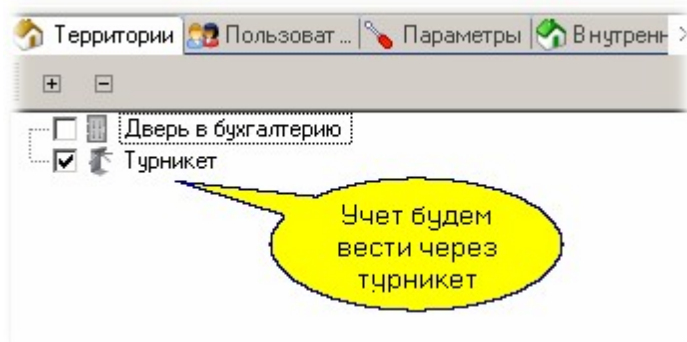 Территории Пользоват ... Параметры Внутренн
Дверь в бухгалтерию
Турникет
Учет будем
вести через
турникет